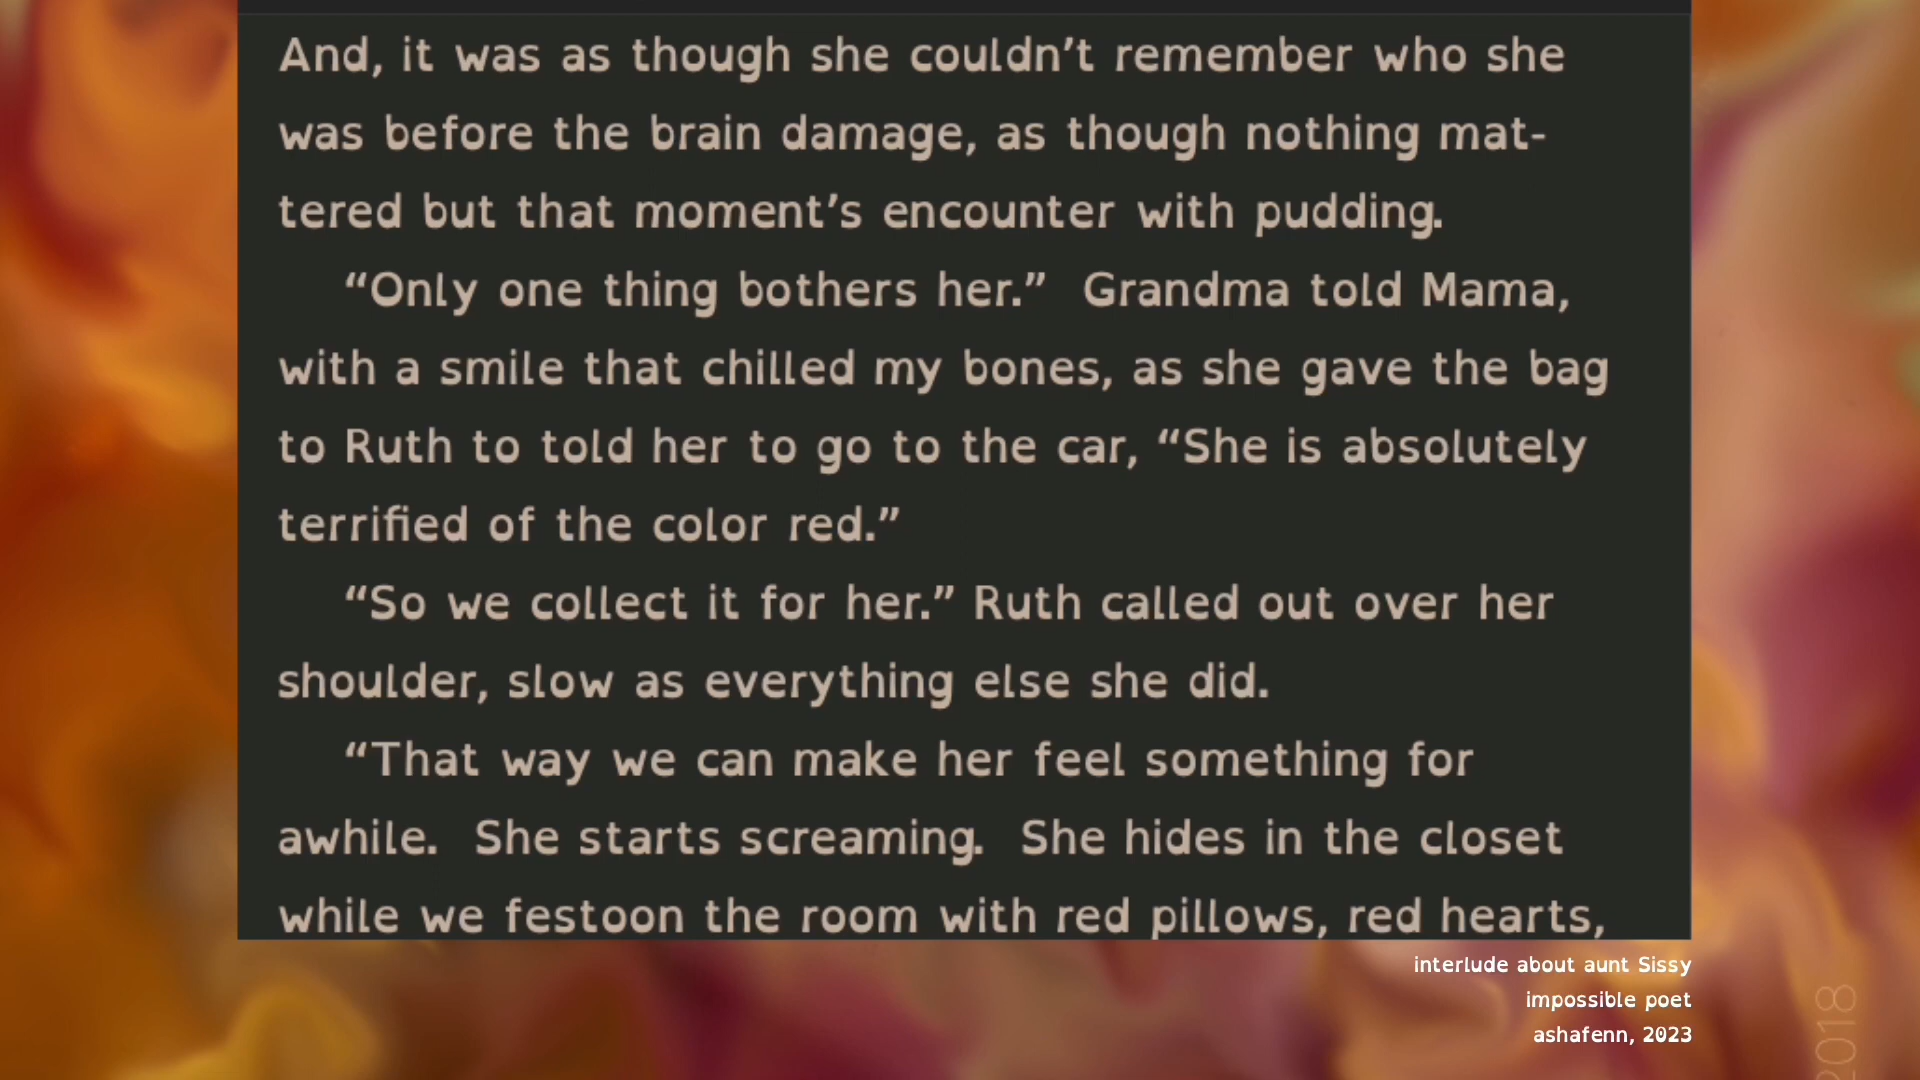 And, it was as though she couldn’t remember who she
was before the brain damage, as though nothing mat-
tered but that moment’s encounter with pudding.
“Only one thing bothers her.”  Grandma told Mama,
with a smile that chilled my bones, as she gave the bag
to Ruth to told her to go to the car, “She is absolutely
terrified of the color red.”
“So we collect it for her.” Ruth called out over her
shoulder, slow as everything else she did.
“That way we can make her feel something for
awhile.  She starts screaming.  She hides in the closet
while we festoon the room with red pillows, red hearts,
interlude about aunt Sissy
impossible poet
ashafenn, 2023
2018